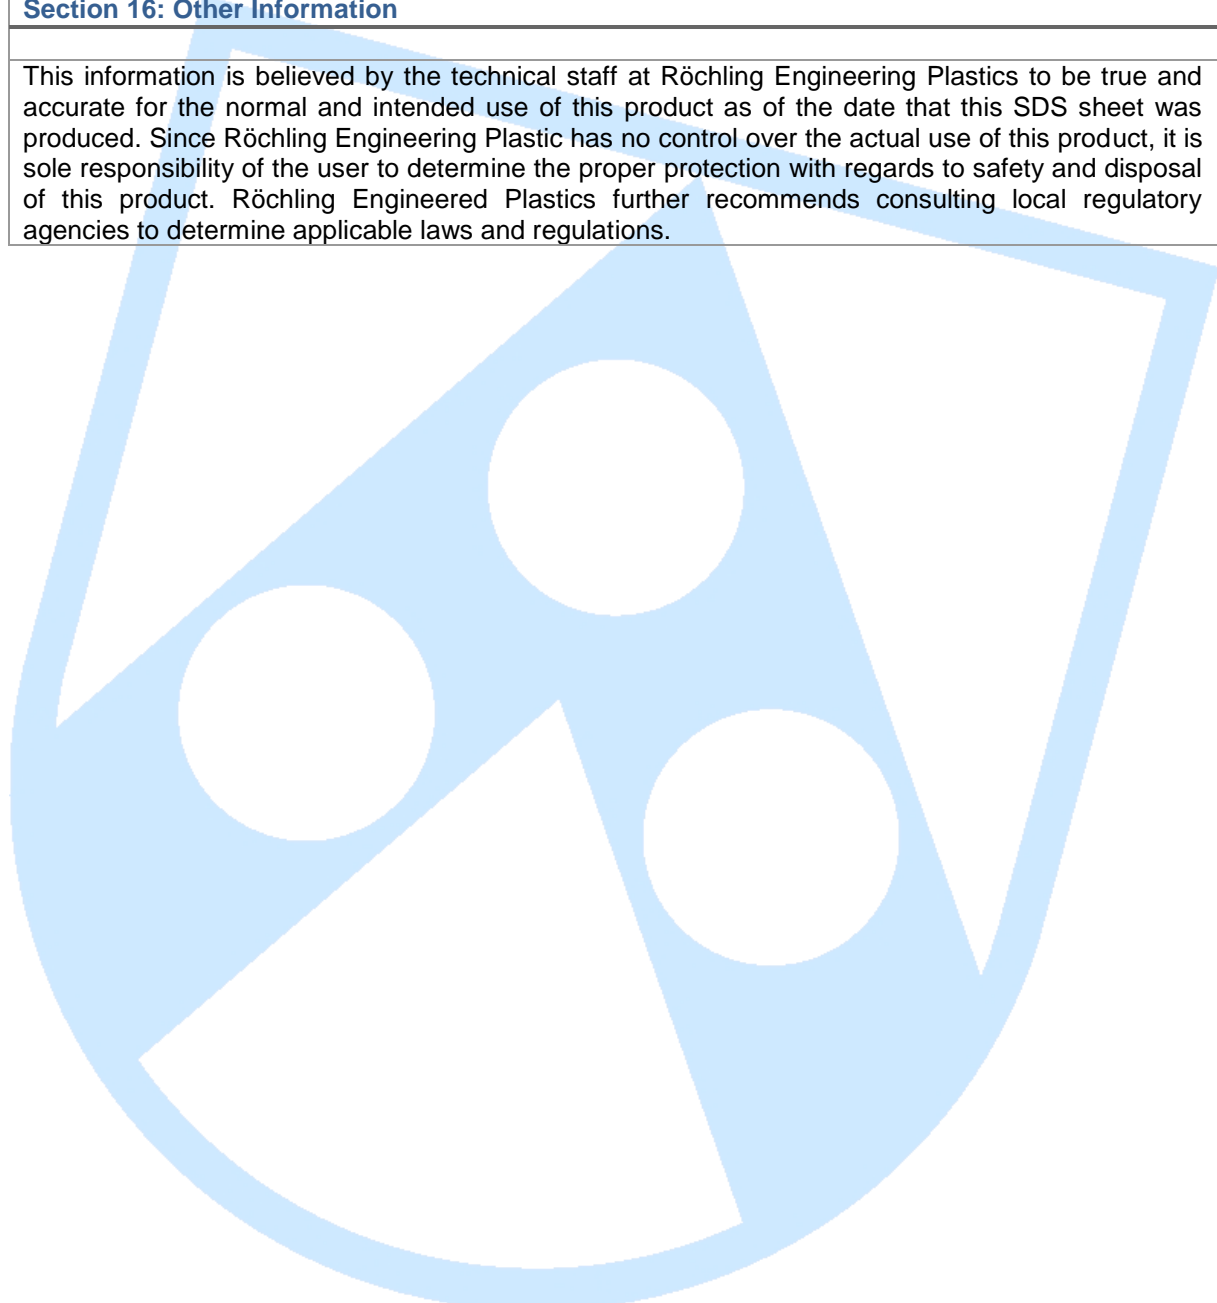 Section 16: Other Information
This information is believed by the technical staff at Röchling Engineering Plastics to be true and
accurate for the normal and intended use of this product as of the date that this SDS sheet was
produced. Since Röchling Engineering Plastic has no control over the actual use of this product, it is
sole responsibility of the user to determine the proper protection with regards to safety and disposal
of this product. Röchling Engineered Plastics further recommends consulting local regulatory
agencies to determine applicable laws and regulations.